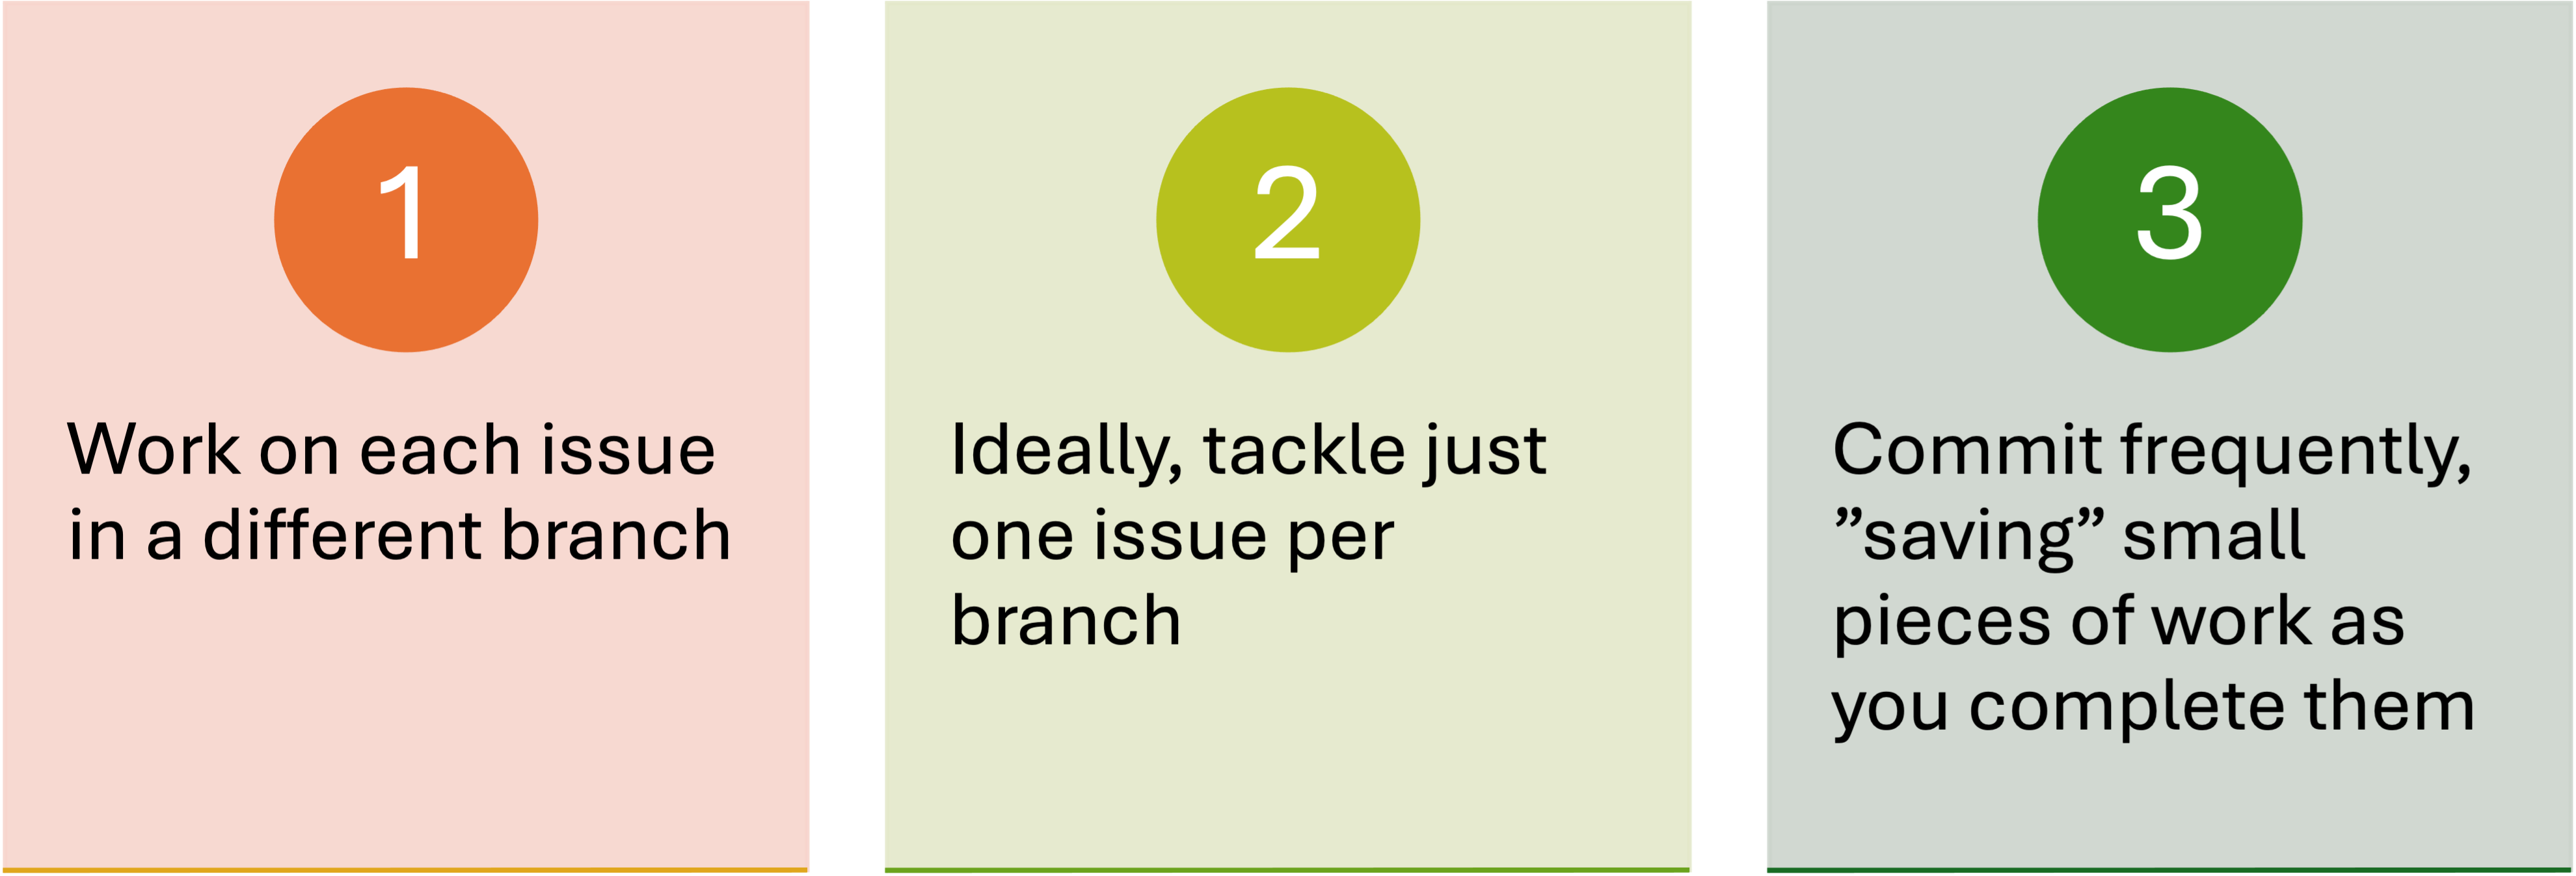 1
Work on each issue
in a different branch
2
Ideally, tackle just
one issue per
branch
3
Commit frequently,
”saving” small
pieces of work as
you complete them